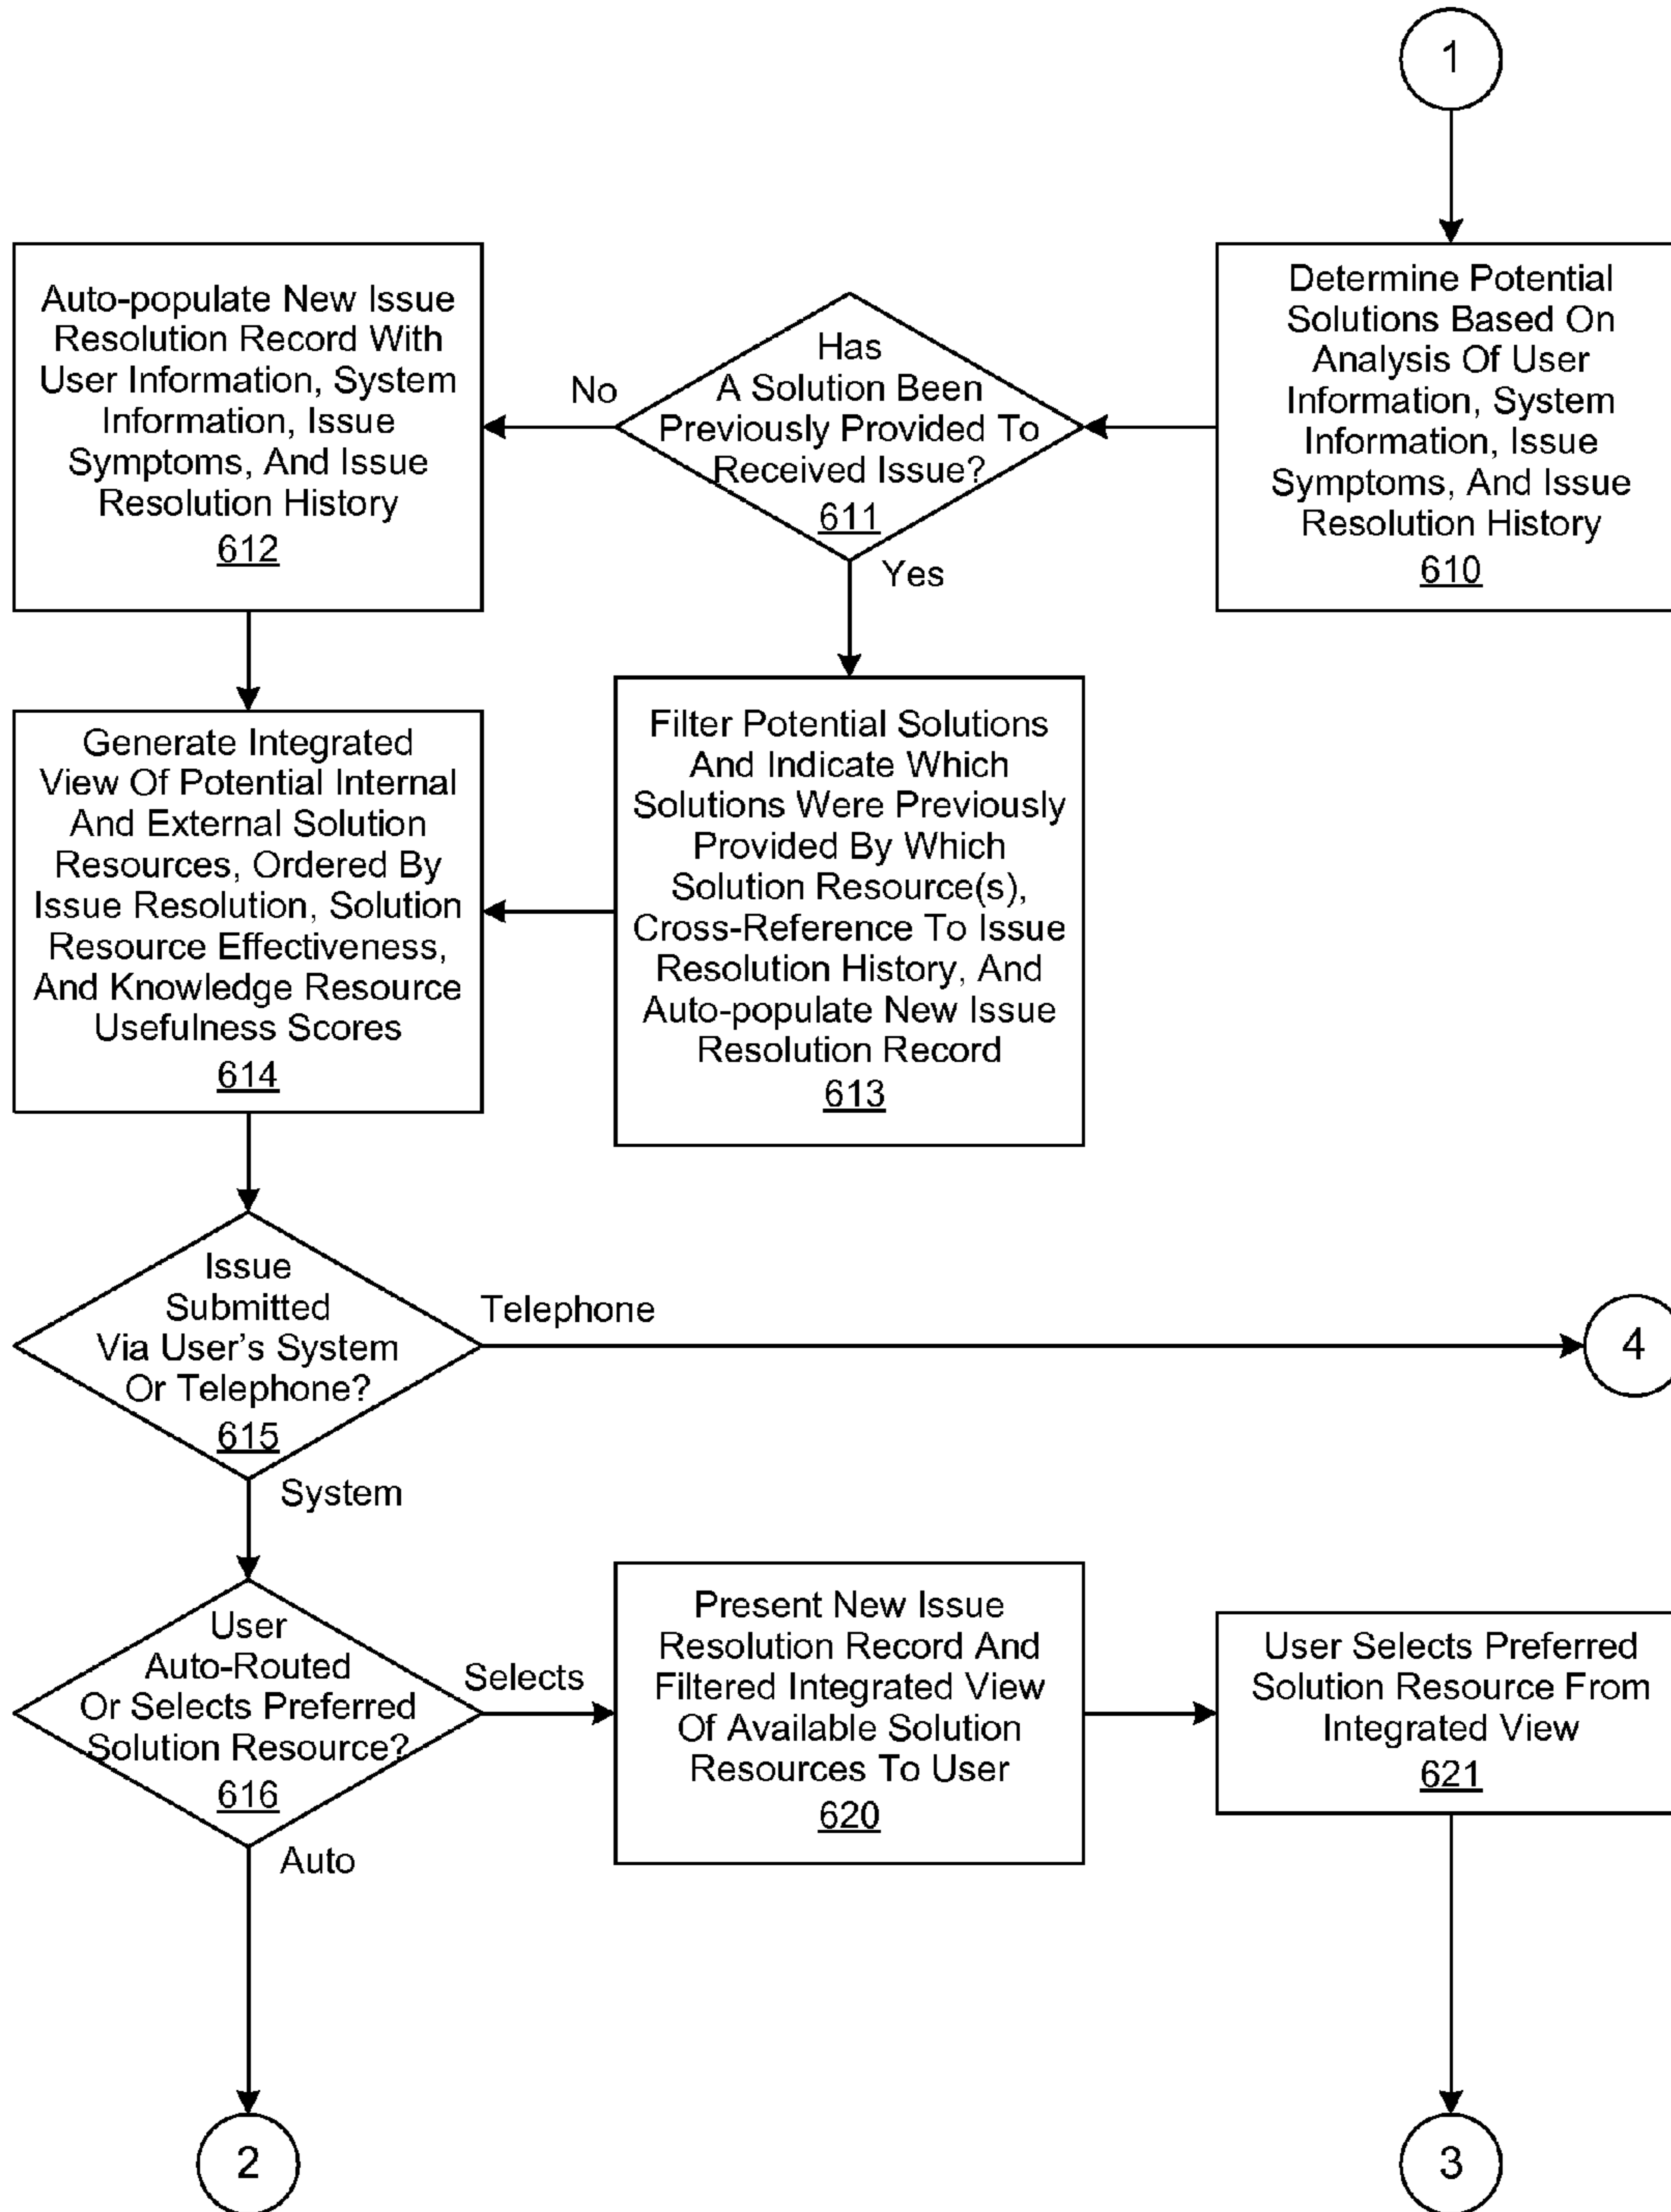 1
Determine Potential
Solutions Based On
Analysis Of User
Information, System
Information, Issue
Symptoms, And Issue
Resolution History
610
Has
A Solution Been
Previously Provided To
Received Issue?
611
No
Yes
Auto-populate New Issue
Resolution Record With
User Information, System
Information, Issue
Symptoms, And Issue
Resolution History
612
Filter Potential Solutions
And Indicate Which
Solutions Were Previously
Provided By Which
Solution Resource(s),
Cross-Reference To Issue
Resolution History, And
Auto-populate New Issue
Resolution Record
613
Generate Integrated
View Of Potential Internal
And External Solution
Resources, Ordered By
Issue Resolution, Solution
Resource Effectiveness,
And Knowledge Resource
Usefulness Scores
614
Issue
Submitted
Via User's System
Or Telephone?
615
Telephone
4
System
User
Auto-Routed
Or Selects Preferred
Solution Resource?
616
Selects
Present New Issue
Resolution Record And
Filtered Integrated View
Of Available Solution
Resources To User
620
User Selects Preferred
Solution Resource From
Integrated View
621
Auto
2
3